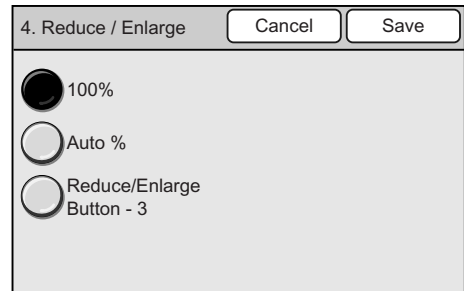 4. Reduce / Enlarge Cancel Save
100%
Auto %
Reduce/Enlarge
Button - 3